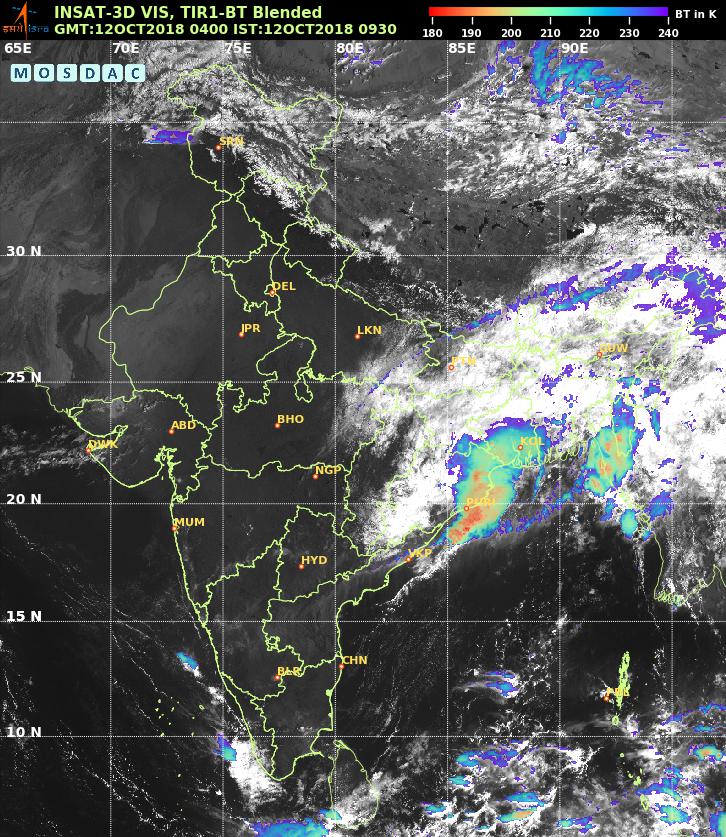 INSAT-3D VIS, TIR1-BT Blended
GMT:12OCT2018 0400 IST:12OCT2018 0930
BT in K
180 190 200 210 220 230 240
65E 70E 75E 80E 85E 90E
MOSDAC
SRN
30 N
DEL
JPR
LKN
GUW
PTN
25 N
ABD
BHO
DWK
KOL
NGP
20 N
PURI
MUM
VKP
HYD
15 N
CHN
BLR
10 N